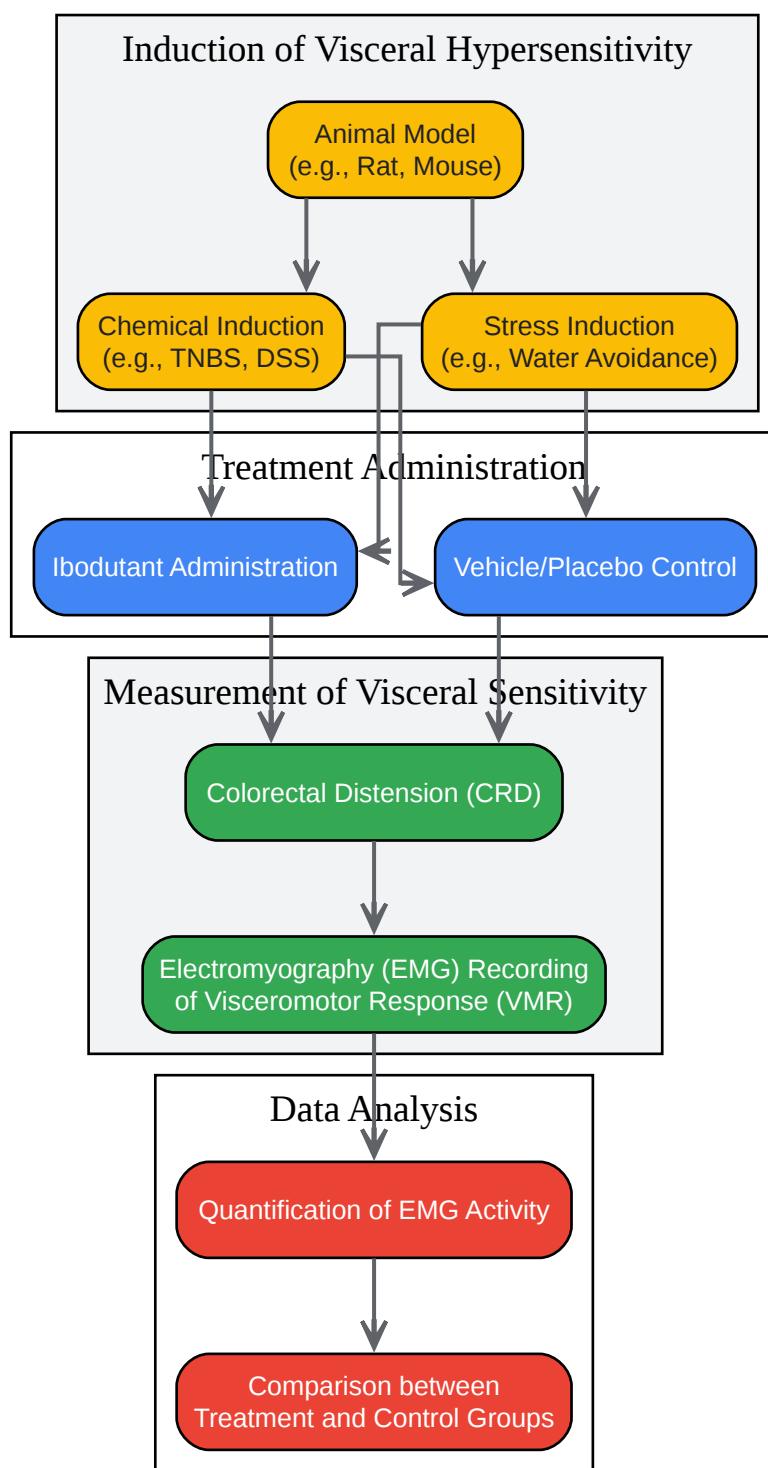 Induction of Visceral Hypersensitivity
Animal Model
(e.g., Rat, Mouse)
Chemical Induction
(e.g., TNBS, DSS)
Stress Induction
(e.g., Water Avoidance)
Treatment Administration
Ibodutant Administration
Vehicle/Placebo Control
Measurement of Visceral Sensitivity
Colorectal Distension (CRD)
Electromyography (EMG) Recording
of Visceromotor Response (VMR)
Data Analysis
Quantification of EMG Activity
Comparison between
Treatment and Control Groups